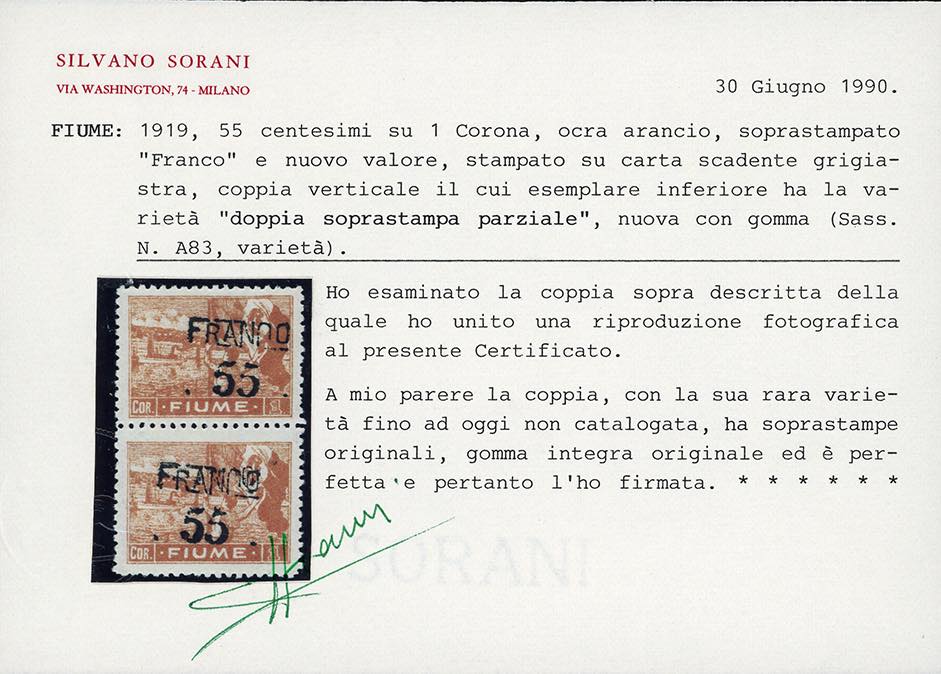 SILVANO SORANI
VIA WASHINGTON, 74 - MILANO
30 Giugno 1990.
FIUME: 1919, 55 centesimi su 1 Corona, ocra arancio, soprastampato
"Franco" e nuovo valore, stampato su carta scadente grigia-
stra, coppia verticale il cui esemplare inferiore ha la va-
rietà "doppia soprastampa parziale", nuova con gomma (Sass.
N. A83, varietà).
Ho esaminato la coppia sopra descritta della
quale ho unito una riproduzione fotografica
al presente Certificato.
A mio parere la coppia, con la sua rara varie-
tà fino ad oggi non catalogata, ha soprastampe
originali, gomma integra originale ed è per-
fetta e pertanto l'ho firmata. * * * * * *
FRANCO
55
COR. · FIUME · 1
FRANCO
55
COR. · FIUME ·
SORANI